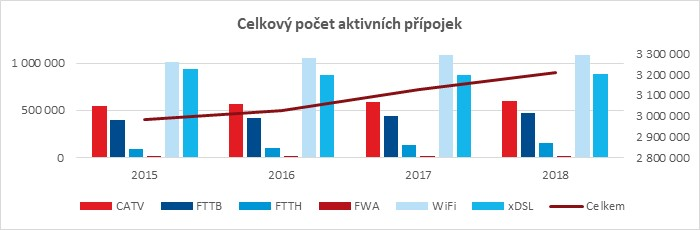 Celkový počet aktivních přípojek
1 000 000
500 000
0
3 300 000
3 200 000
3 100 000
3 000 000
2 900 000
2 800 000
2015 2016 2017 2018
CATV FTTB FTTH FWA WiFi xDSL Celkem